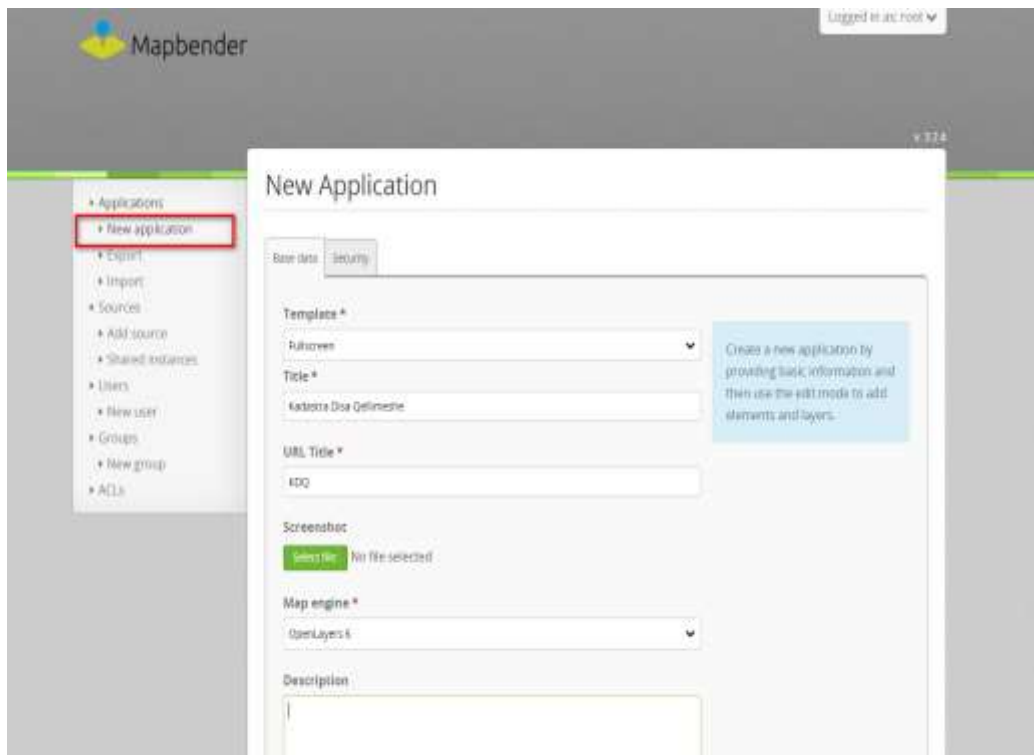 Logged in as: root
Mapbender
v 3.2.4
New Application
Applications
New application
Export
Import
Sources
Add source
Shared instances
Users
New user
Groups
New group
ACLs
Base data
Security
Template *
Fullscreen
Title *
Kadastra Disa Qellimeshe
URL Title *
KDQ
Screenshot
Select file
No file selected
Map engine *
OpenLayers 6
Description
Create a new application by
providing basic information and
then use the edit mode to add
elements and layers.